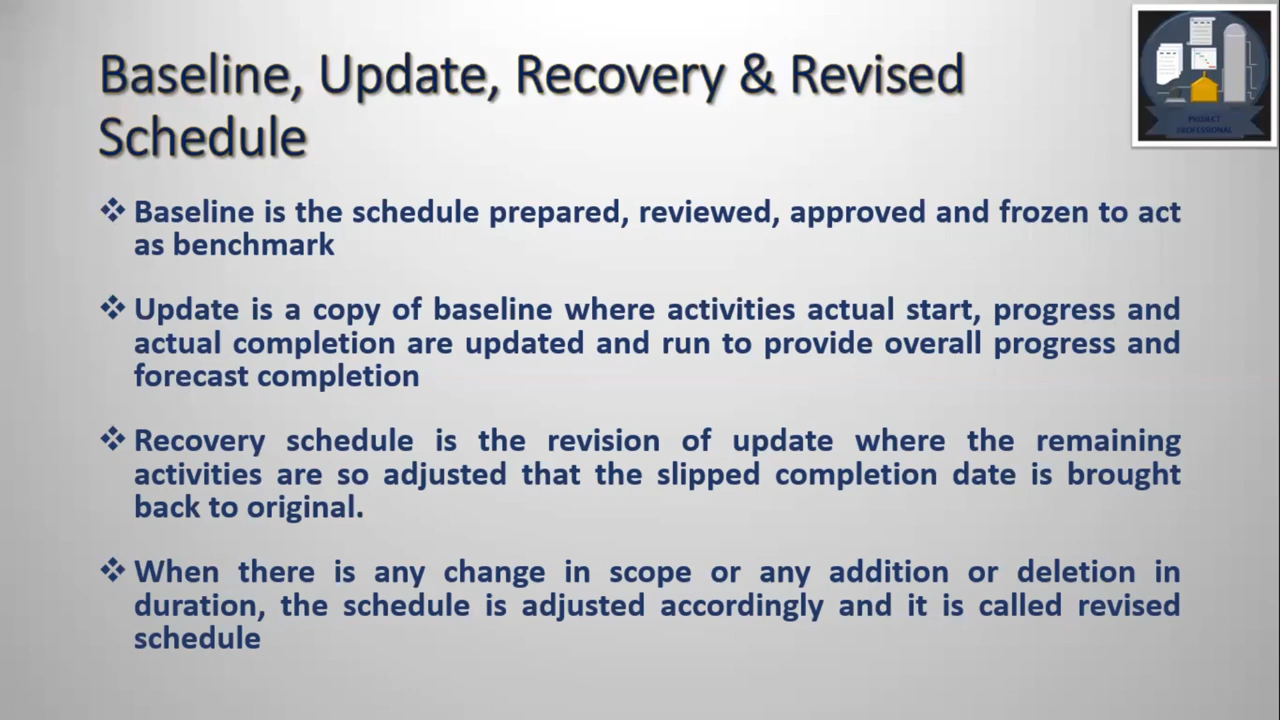 Baseline, Update, Recovery & Revised
Schedule
PROJECT
PROFESSIONAL
❖ Baseline is the schedule prepared, reviewed, approved and frozen to act
as benchmark
❖ Update is a copy of baseline where activities actual start, progress and
actual completion are updated and run to provide overall progress and
forecast completion
❖ Recovery schedule is the revision of update where the remaining
activities are so adjusted that the slipped completion date is brought
back to original.
❖ When there is any change in scope or any addition or deletion in
duration, the schedule is adjusted accordingly and it is called revised
schedule